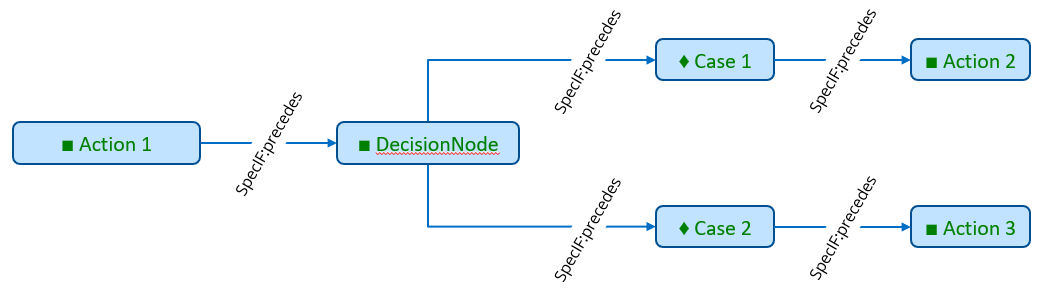 SpecIF:precedes
♦ Case 1
SpecIF:precedes
■ Action 2
■ Action 1
SpecIF:precedes
■ DecisionNode
SpecIF:precedes
♦ Case 2
SpecIF:precedes
■ Action 3